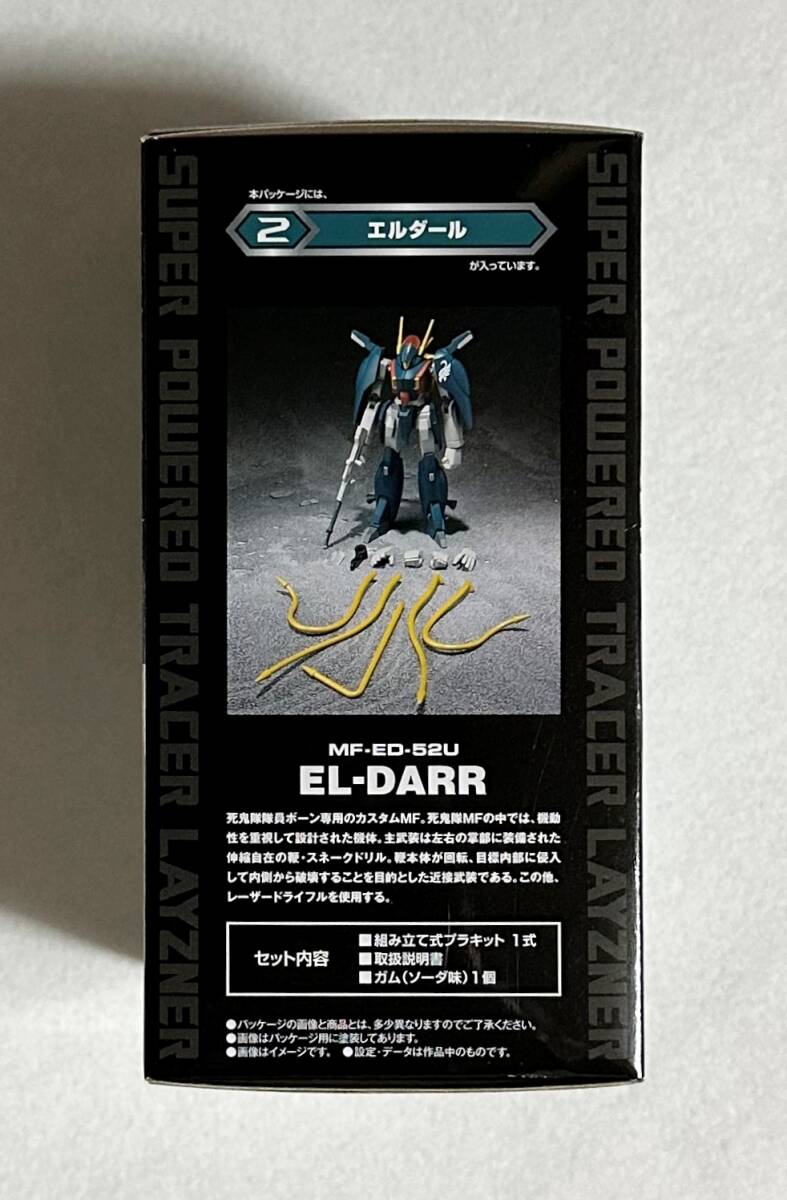 本パッケージには、
2 エルダール
が入っています。
SUPER POWERED TRACER LAYZNER
SUPER POWERED TRACER LAYZNER
MF-ED-52U
EL-DARR
死鬼隊隊員ボーン専用のカスタムMF。死鬼隊MFの中では、機動
性を重視して設計された機体。主武装は左右の掌部に装備された
伸縮自在の鞭・スネークドリル。鞭本体が回転、目標内部に侵入
して内側から破壊することを目的とした近接武装である。この他、
レーザードライフルを使用する。
セット内容
■組み立て式プラキット 1式
■取扱説明書
■ガム(ソーダ味)1個
●パッケージの画像と商品とは、多少異なりますのでご了承ください。
●画像はパッケージ用に塗装してあります。
●画像はイメージです。 ●設定・データは作品中のものです。